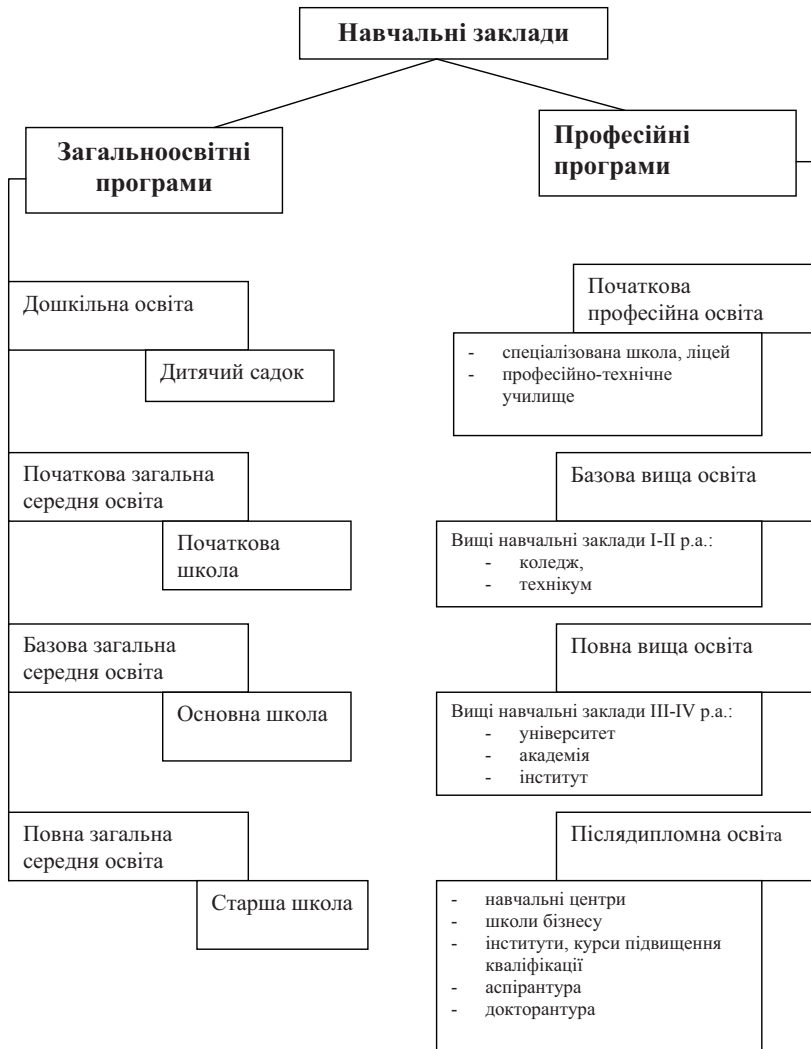 Навчальні заклади
Загальноосвітні
програми
Професійні
програми
Дошкільна освіта
Дитячий садок
Початкова загальна
середня освіта
Початкова
школа
Базова загальна
середня освіта
Основна школа
Повна загальна
середня освіта
Старша школа
Початкова
професійна освіта
- спеціалізована школа, ліцей
- професійно-технічне
училище
Базова вища освіта
Вищі навчальні заклади І-ІІ р.а.:
- коледж,
- технікум
Повна вища освіта
Вищі навчальні заклади ІІІ-ІV р.а.:
- університет
- академія
- інститут
Післядипломна освіта
- навчальні центри
- школи бізнесу
- інститути, курси підвищення
кваліфікації
- аспірантура
- докторантура